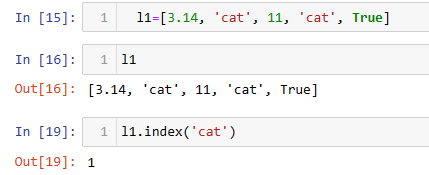 In [15]: 1 l1=[3.14, 'cat', 11, 'cat', True]
In [16]: 1 l1
Out[16]: [3.14, 'cat', 11, 'cat', True]
In [19]: 1 l1.index('cat')
Out[19]: 1